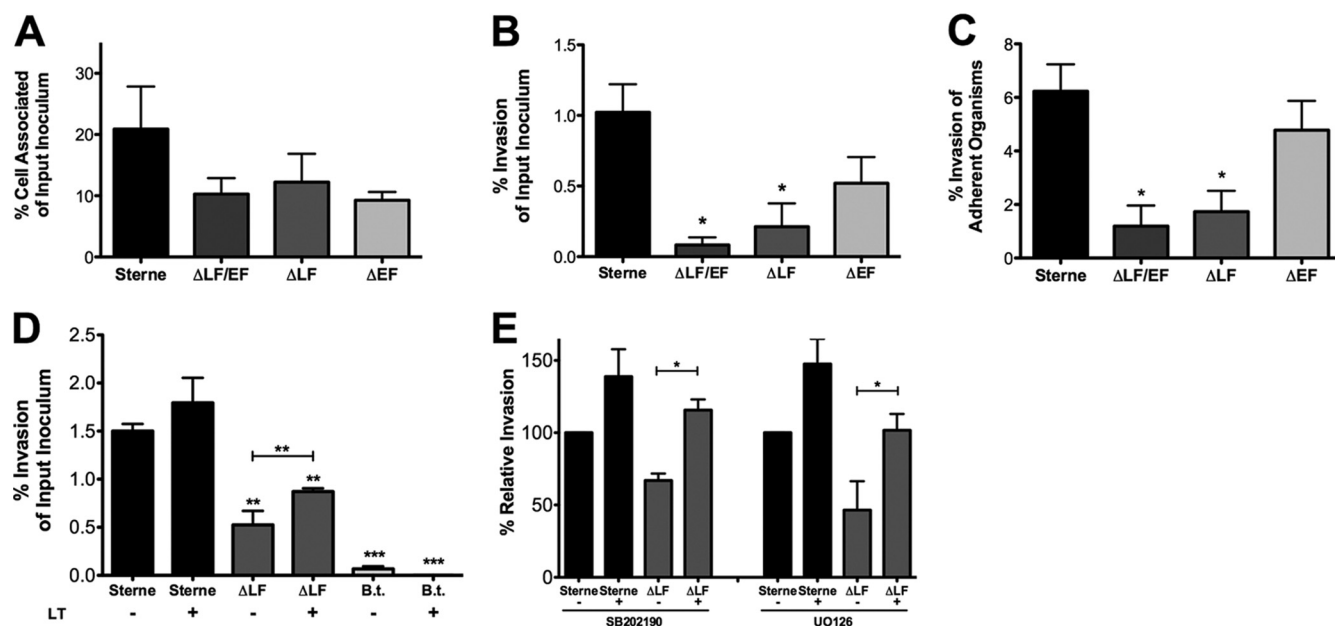 A
% Cell Associated
of Input Inoculum
30
20
10
0
Sterne ΔLF/EF ΔLF ΔEF
B
% Invasion
of Input Inoculum
1.5
1.0
0.5
0.0
* *
Sterne ΔLF/EF ΔLF ΔEF
C
% Invasion of
Adherent Organisms
8
6
4
2
0
* *
Sterne ΔLF/EF ΔLF ΔEF
D
% Invasion
of Input Inoculum
2.5
2.0
1.5
1.0
0.5
0.0
**
** ** *** ***
Sterne Sterne ΔLF ΔLF B.t. B.t.
LT - + - + - +
E
% Relative Invasion
150
100
50
0
* *
Sterne Sterne ΔLF ΔLF Sterne Sterne ΔLF ΔLF
- + - + - + - +
SB202190 UO126